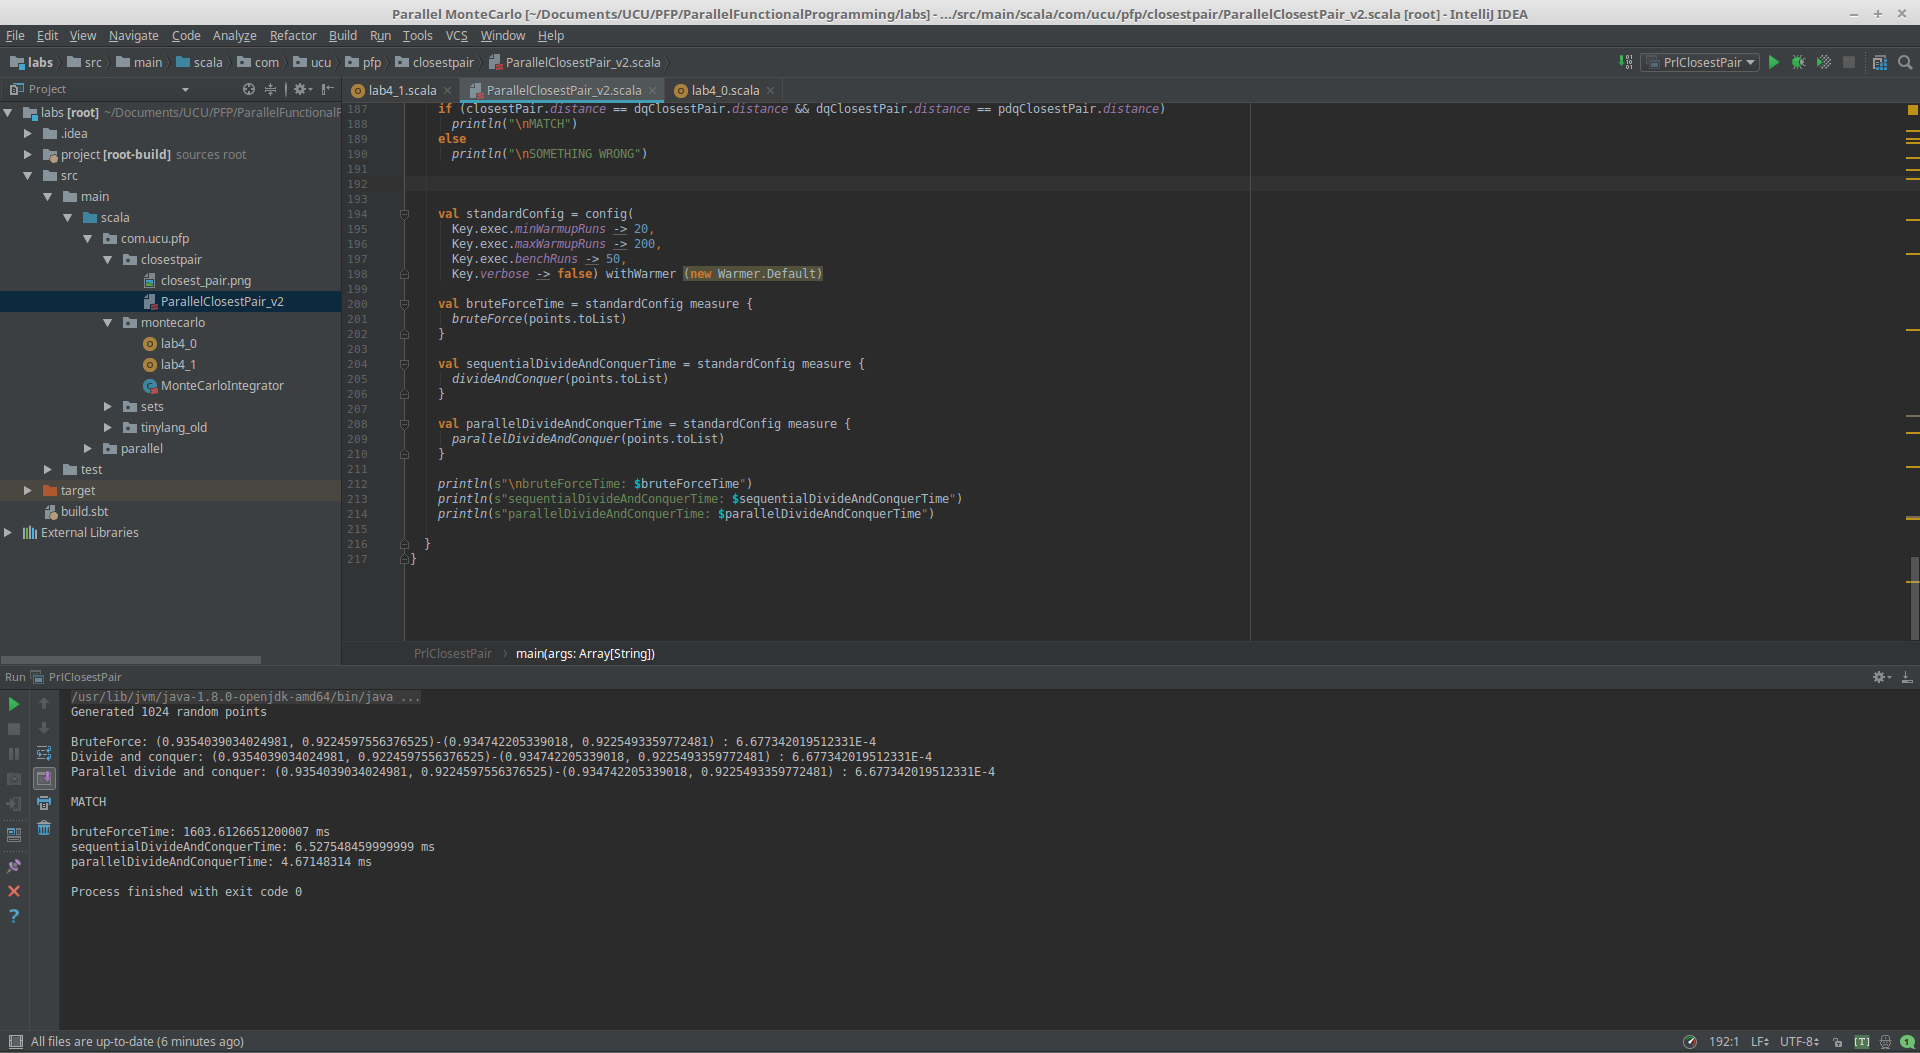 Parallel MonteCarlo [~/Documents/UCU/PFP/ParallelFunctionalProgramming/labs] - .../src/main/scala/com/ucu/pfp/closestpair/ParallelClosestPair_v2.scala [root] - IntelliJ IDEA
File Edit View Navigate Code Analyze Refactor Build Run Tools VCS Window Help
labs src main scala com ucu pfp closestpair ParallelClosestPair_v2.scala PrlClosestPair
Project
labs [root] ~/Documents/UCU/PFP/ParallelFunctionalP
.idea
project [root-build] sources root
src
main
scala
com.ucu.pfp
closestpair
closest_pair.png
ParallelClosestPair_v2
montecarlo
lab4_0
lab4_1
MonteCarloIntegrator
sets
tinylang_old
parallel
test
target
build.sbt
External Libraries
lab4_1.scala ParallelClosestPair_v2.scala lab4_0.scala
187 if (closestPair.distance == dqClosestPair.distance && dqClosestPair.distance == pdqClosestPair.distance)
188 println("\nMATCH")
189 else
190 println("\nSOMETHING WRONG")
191
192
193
194 val standardConfig = config(
195 Key.exec.minWarmupRuns -> 20,
196 Key.exec.maxWarmupRuns -> 200,
197 Key.exec.benchRuns -> 50,
198 Key.verbose -> false) withWarmer (new Warmer.Default)
199
200 val bruteForceTime = standardConfig measure {
201 bruteForce(points.toList)
202 }
203
204 val sequentialDivideAndConquerTime = standardConfig measure {
205 divideAndConquer(points.toList)
206 }
207
208 val parallelDivideAndConquerTime = standardConfig measure {
209 parallelDivideAndConquer(points.toList)
210 }
211
212 println(s"\nbruteForceTime: $bruteForceTime")
213 println(s"sequentialDivideAndConquerTime: $sequentialDivideAndConquerTime")
214 println(s"parallelDivideAndConquerTime: $parallelDivideAndConquerTime")
215
216 }
217 }
PrlClosestPair main(args: Array[String])
Run PrlClosestPair
/usr/lib/jvm/java-1.8.0-openjdk-amd64/bin/java ...
Generated 1024 random points
BruteForce: (0.9354039034024981, 0.9224597556376525)-(0.934742205339018, 0.9225493359772481) : 6.677342019512331E-4
Divide and conquer: (0.9354039034024981, 0.9224597556376525)-(0.934742205339018, 0.9225493359772481) : 6.677342019512331E-4
Parallel divide and conquer: (0.9354039034024981, 0.9224597556376525)-(0.934742205339018, 0.9225493359772481) : 6.677342019512331E-4
MATCH
bruteForceTime: 1603.6126651200007 ms
sequentialDivideAndConquerTime: 6.527548459999999 ms
parallelDivideAndConquerTime: 4.67148314 ms
Process finished with exit code 0
All files are up-to-date (6 minutes ago) 192:1 LF UTF-8 [T] 1